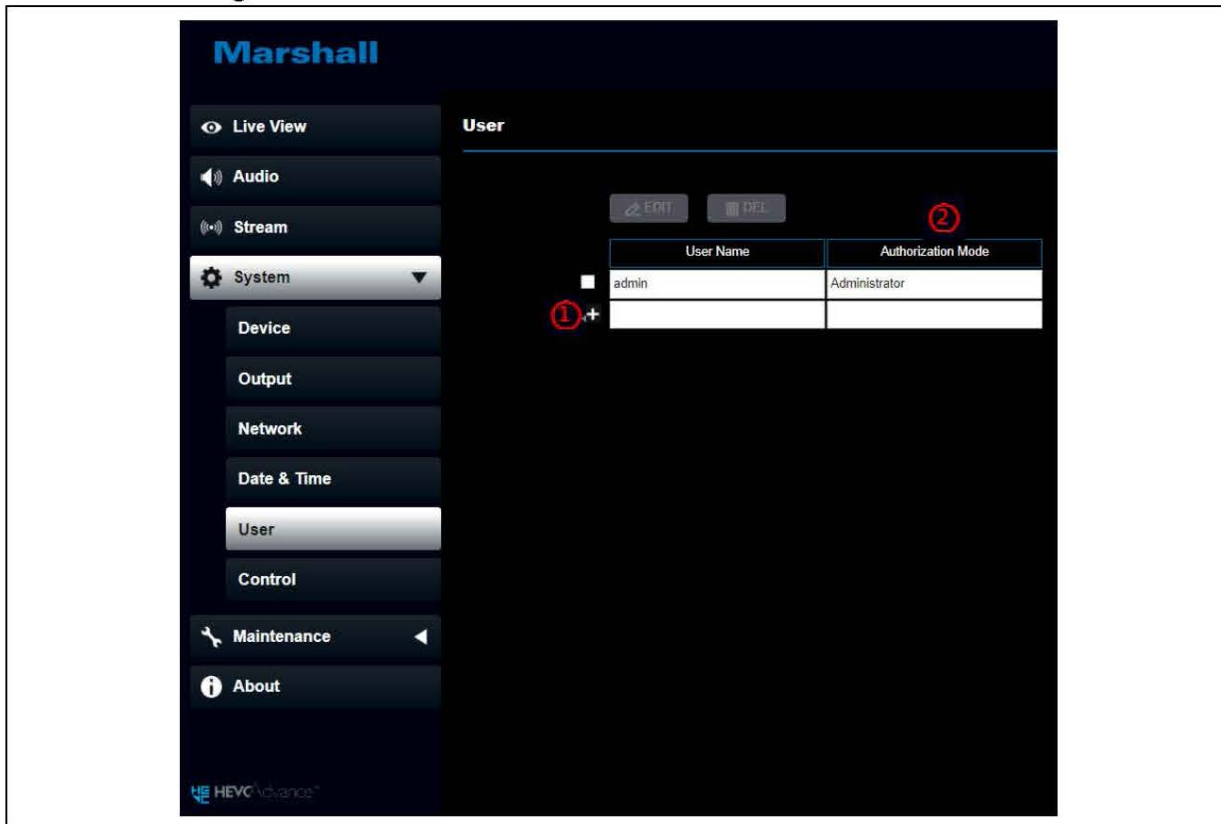 Marshall
Live View
User
Audio
EDIT
DEL
Stream
2
User Name
Authorization Mode
System
admin
Administrator
1
+
Device
Output
Network
Date & Time
User
Control
Maintenance
About
HEVC Advance